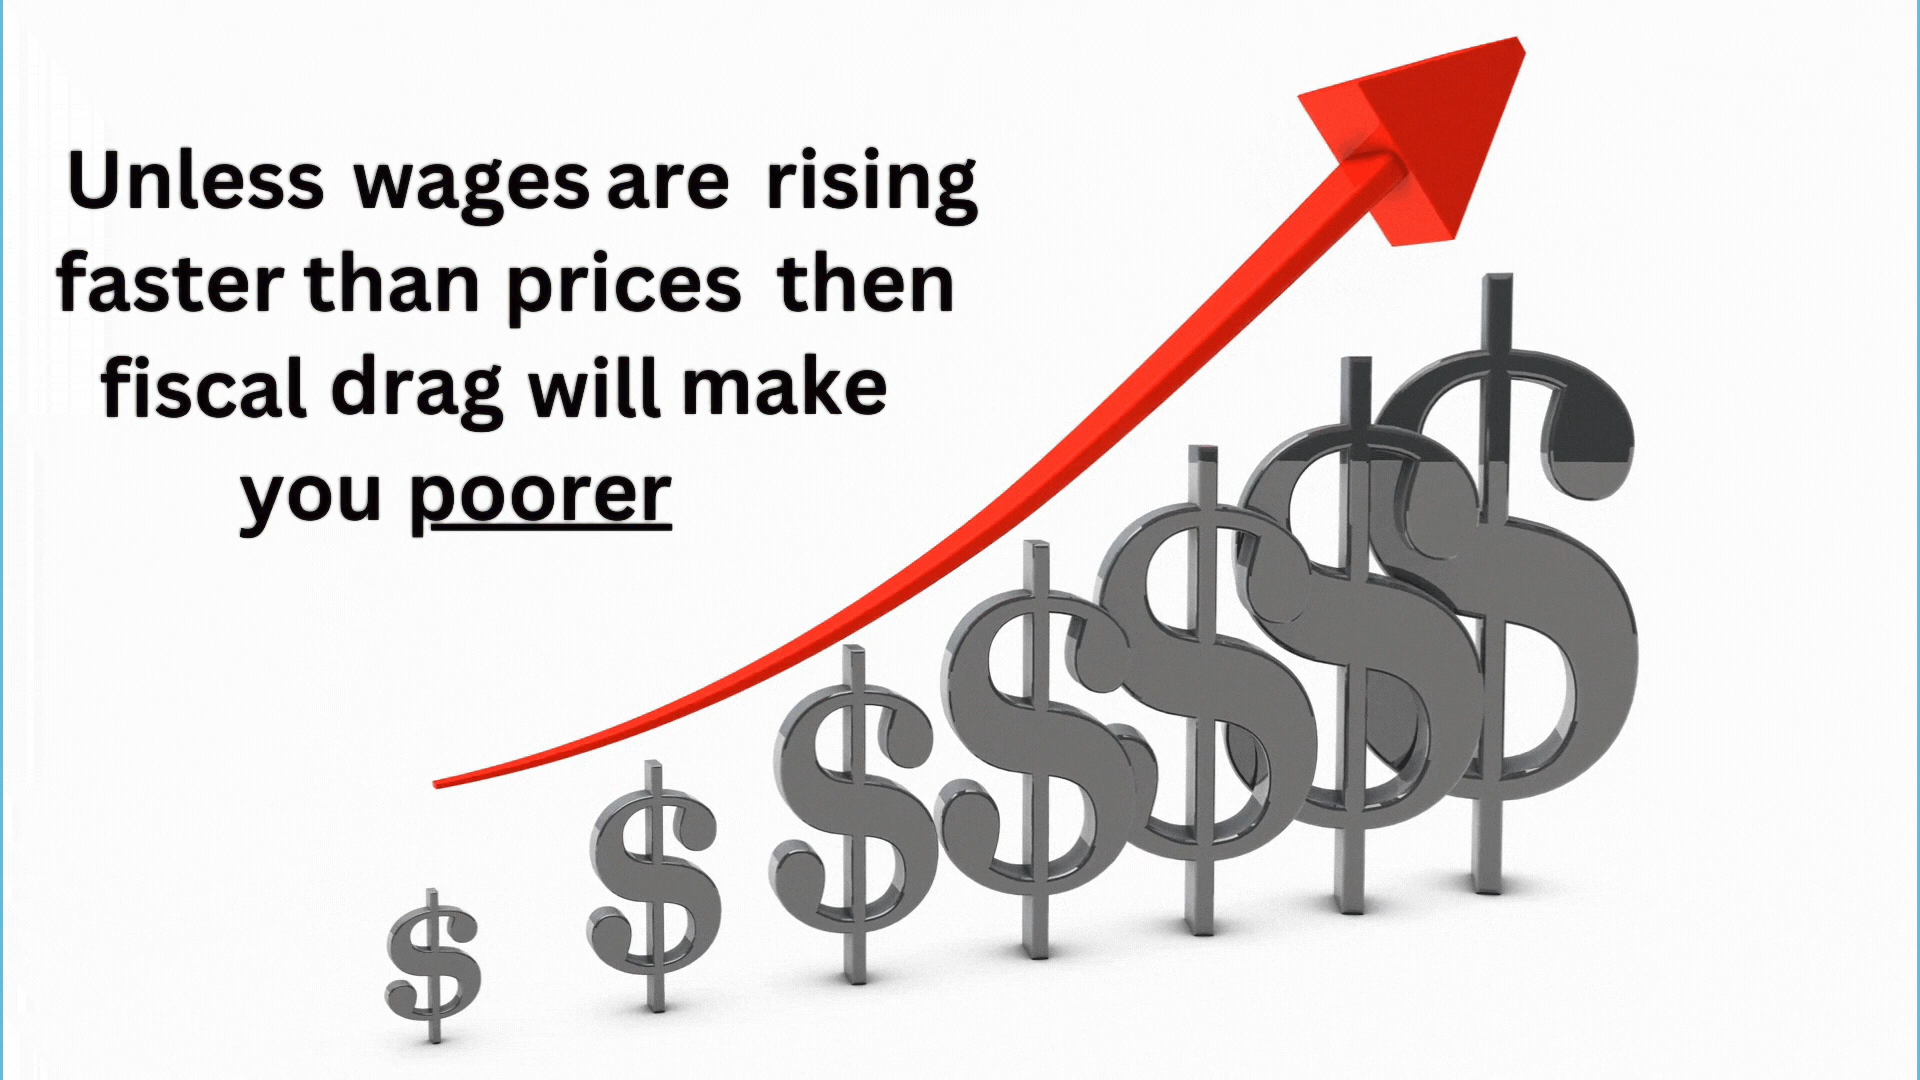 Unless wages are rising
faster than prices then
fiscal drag will make
you poorer